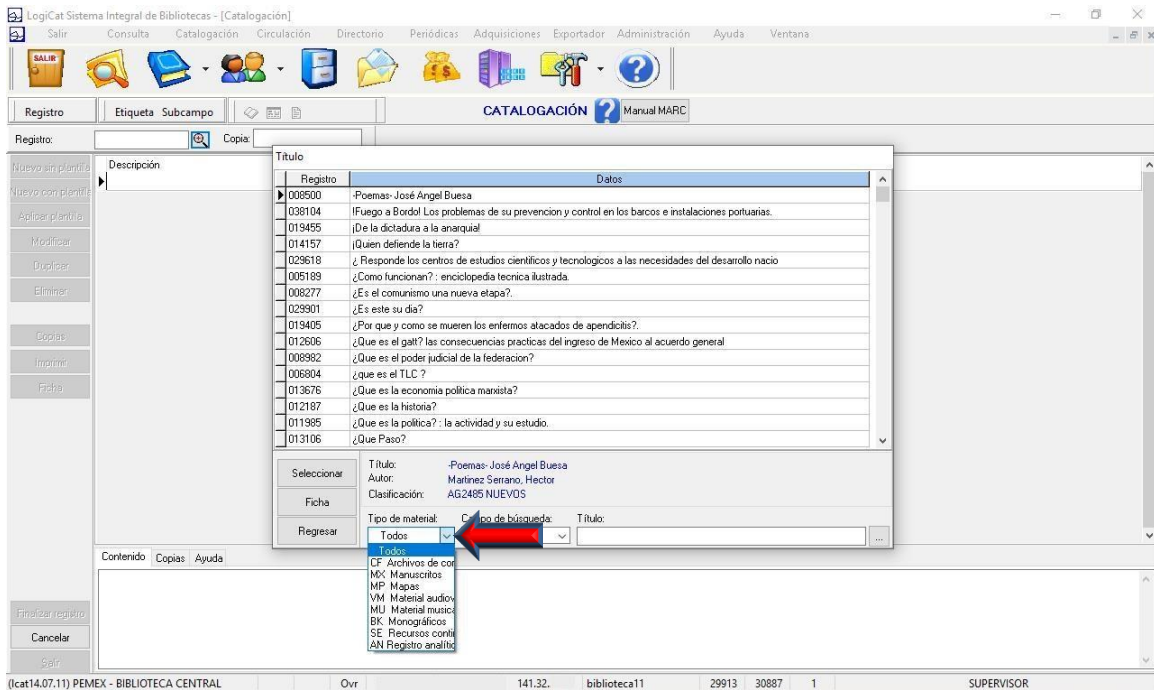 LogiCat Sistema Integral de Bibliotecas - [Catalogación]
Salir Consulta Catalogación Circulación Directorio Periódicas Adquisiciones Exportador Administración Ayuda Ventana
SALIR
Registro Etiqueta Subcampo CATALOGACIÓN Manual MARC
Registro: Copia:
Nuevo sin plantilla
Nuevo con plantilla
Aplicar plantilla
Modificar
Duplicar
Eliminar
Copias
Imprimir
Ficha
Descripción
Título
Registro Datos
008500 -Poemas- José Angel Buesa
038104 !Fuego a Bordo! Los problemas de su prevencion y control en los barcos e instalaciones portuarias.
019455 ¡De la dictadura a la anarquia!
014157 ¡Quien defiende la tierra?
029618 ¿ Responde los centros de estudios cientificos y tecnologicos a las necesidades del desarrollo nacio
005189 ¿Como funcionan? : enciclopedia tecnica ilustrada.
008277 ¿Es el comunismo una nueva etapa?.
029901 ¿Es este su dia?
019405 ¿Por que y como se mueren los enfermos atacados de apendicitis?.
012606 ¿Que es el gatt? las consecuencias practicas del ingreso de Mexico al acuerdo general
008982 ¿Que es el poder judicial de la federacion?
006804 ¿que es el TLC ?
013676 ¿Que es la economia politica marxista?
012187 ¿Que es la historia?
011985 ¿Que es la politica? : la actividad y su estudio.
013106 ¿Que Paso?
Seleccionar
Ficha
Regresar
Título: -Poemas- José Angel Buesa
Autor: Martinez Serrano, Hector
Clasificación: AG2485 NUEVOS
Tipo de material: de búsqueda: Título:
Todos ...
Todos
CF Archivos de cor
MX Manuscritos
MP Mapas
VM Material audiov
MU Material musica
BK Monográficos
SE Recursos conti
AN Registro analític
Contenido Copias Ayuda
Finalizar registro
Cancelar
Salir
(lcat14.07.11) PEMEX - BIBLIOTECA CENTRAL Ovr 141.32. biblioteca11 29913 30887 1 SUPERVISOR